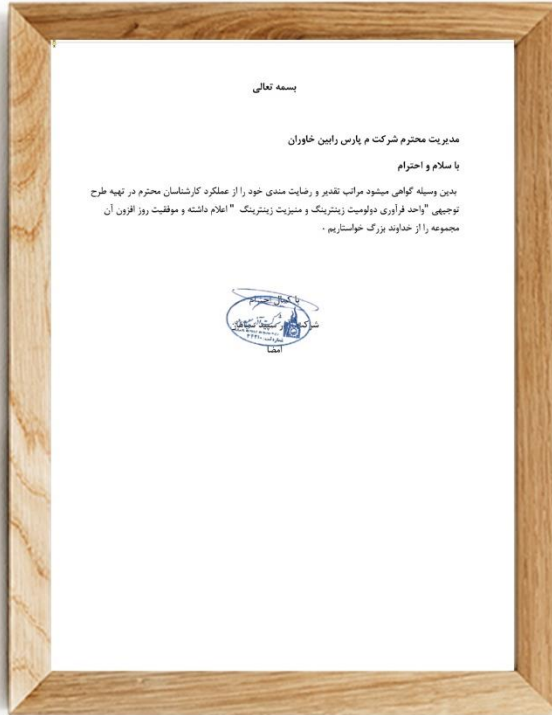 بسمه تعالی
مدیریت محترم شرکت م پارس رابین خاوران
با سلام و احترام
بدین وسیله گواهی میشود مراتب تقدیر و رضایت مندی خود را از عملکرد کارشناسان محترم در تهیه طرح
توجیهی "واحد فرآوری دولومیت زینترینگ و منیزیت زینترینگ " اعلام داشته و موفقیت روز افزون آن
مجموعه را از خداوند بزرگ خواستاریم .
با کمال احترام
شرکت سپید
امضا